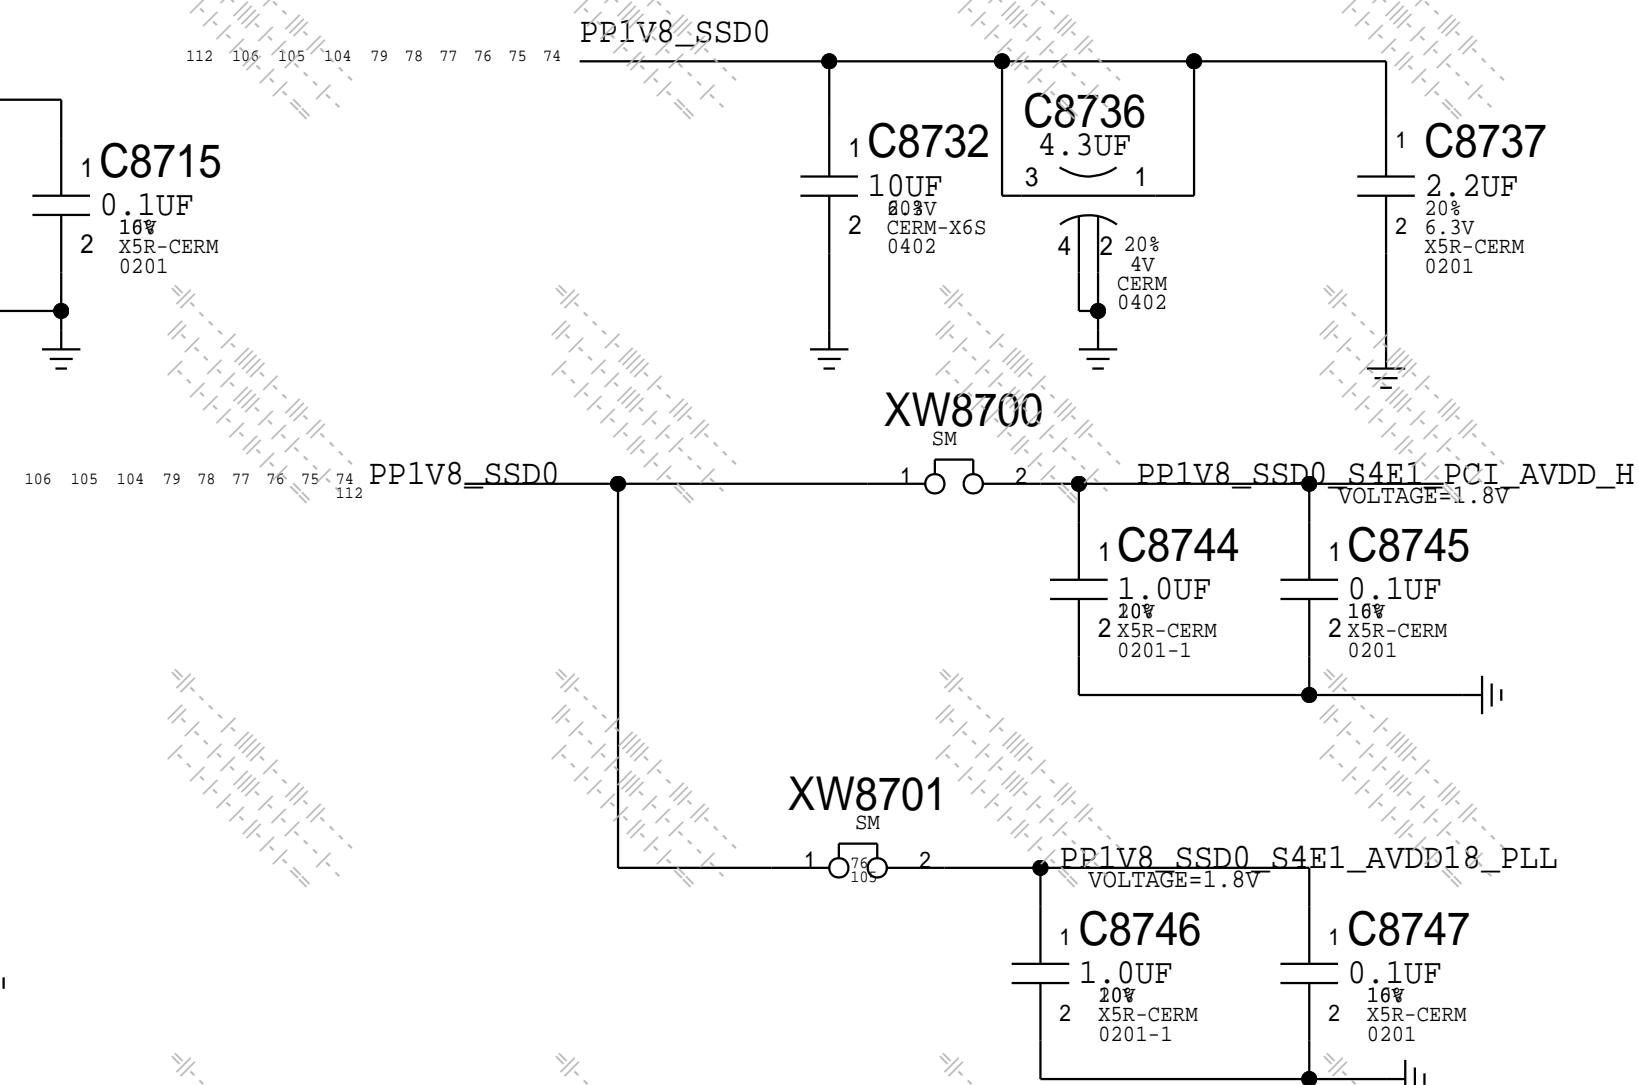 PP1V8_SSD0
112 106 105 104 79 78 77 76 75 74
C8715
1
0.1UF
2
X5R-CERM
0201
C8732
1
10UF
2
CERM-X6S
0402
C8736
4.3UF
3 1
4 2
20%
4V
CERM
0402
C8737
1
2.2UF
20%
2
6.3V
X5R-CERM
0201
XW8700
SM
106 105 104 79 78 77 76 75 74
112
PP1V8_SSD0
1 2
PP1V8_SSD0_S4E1_PCI_AVDD_H
VOLTAGE=1.8V
C8744
1
1.0UF
2
X5R-CERM
0201-1
C8745
1
0.1UF
2
X5R-CERM
0201
XW8701
SM
1 2
76
105
PP1V8_SSD0_S4E1_AVDD18_PLL
VOLTAGE=1.8V
C8746
1
1.0UF
2
X5R-CERM
0201-1
C8747
1
0.1UF
2
X5R-CERM
0201